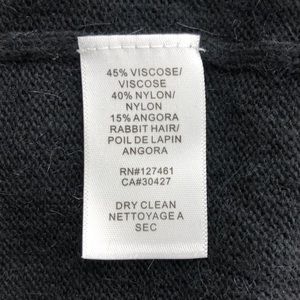 45% VISCOSE/
VISCOSE
40% NYLON/
NYLON
15% ANGORA
RABBIT HAIR/
POIL DE LAPIN
ANGORA
RN#127461
CA#30427
DRY CLEAN
NETTOYAGE A
SEC